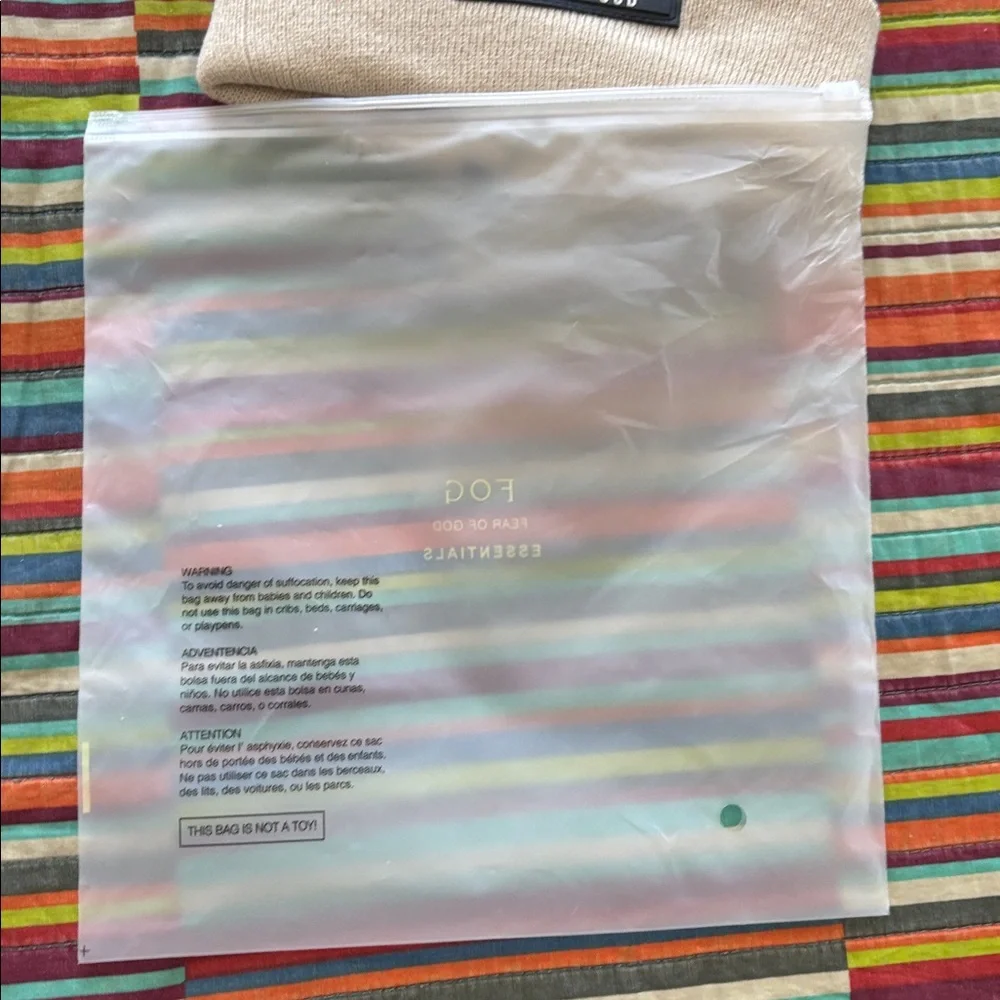 FOG
FEAR OF GOD
ESSENTIALS
WARNING
To avoid danger of suffocation, keep this
bag away from babies and children. Do
not use this bag in cribs, beds, carriages,
or playpens.
ADVENTENCIA
Para evitar la asfixia, mantenga esta
bolsa fuera del alcance de bebés y
niños. No utilice esta bolsa en cunas,
camas, carros, o corrales.
ATTENTION
Pour éviter l' asphyxie, conservez ce sac
hors de portée des bébés et des enfants.
Ne pas utiliser ce sac dans les berceaux,
des lits, des voitures, ou les parcs.
THIS BAG IS NOT A TOY!